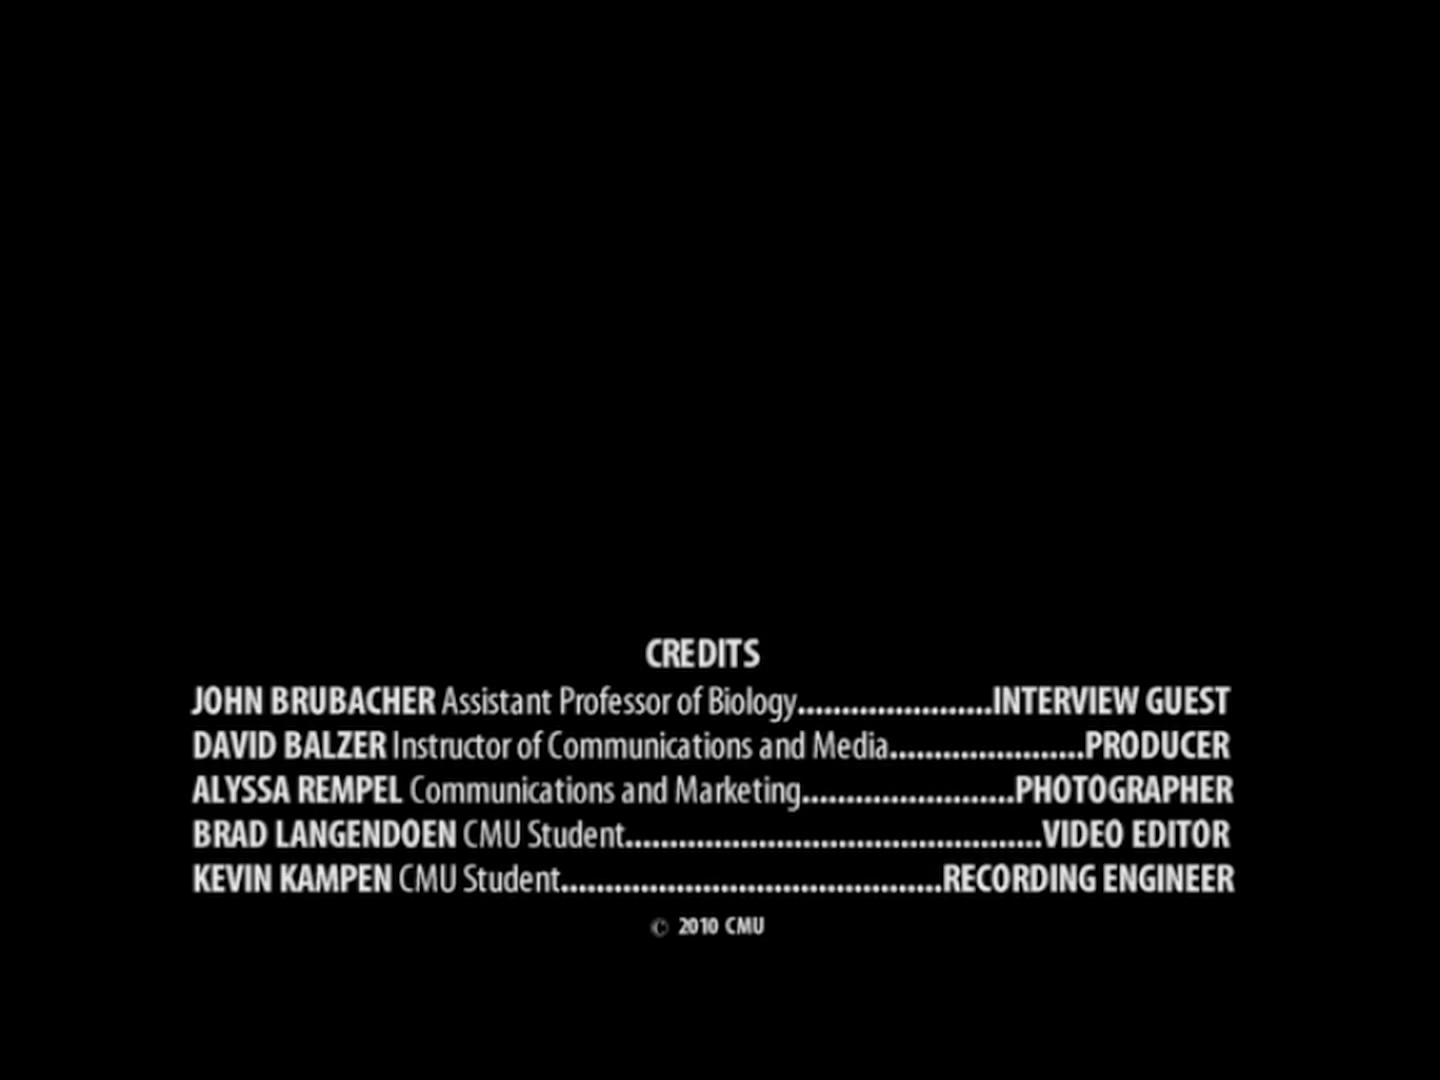 CREDITS
JOHN BRUBACHER Assistant Professor of Biology......................INTERVIEW GUEST
DAVID BALZER Instructor of Communications and Media......................PRODUCER
ALYSSA REMPEL Communications and Marketing........................PHOTOGRAPHER
BRAD LANGENDOEN CMU Student...............................................VIDEO EDITOR
KEVIN KAMPEN CMU Student...........................................RECORDING ENGINEER
© 2010 CMU